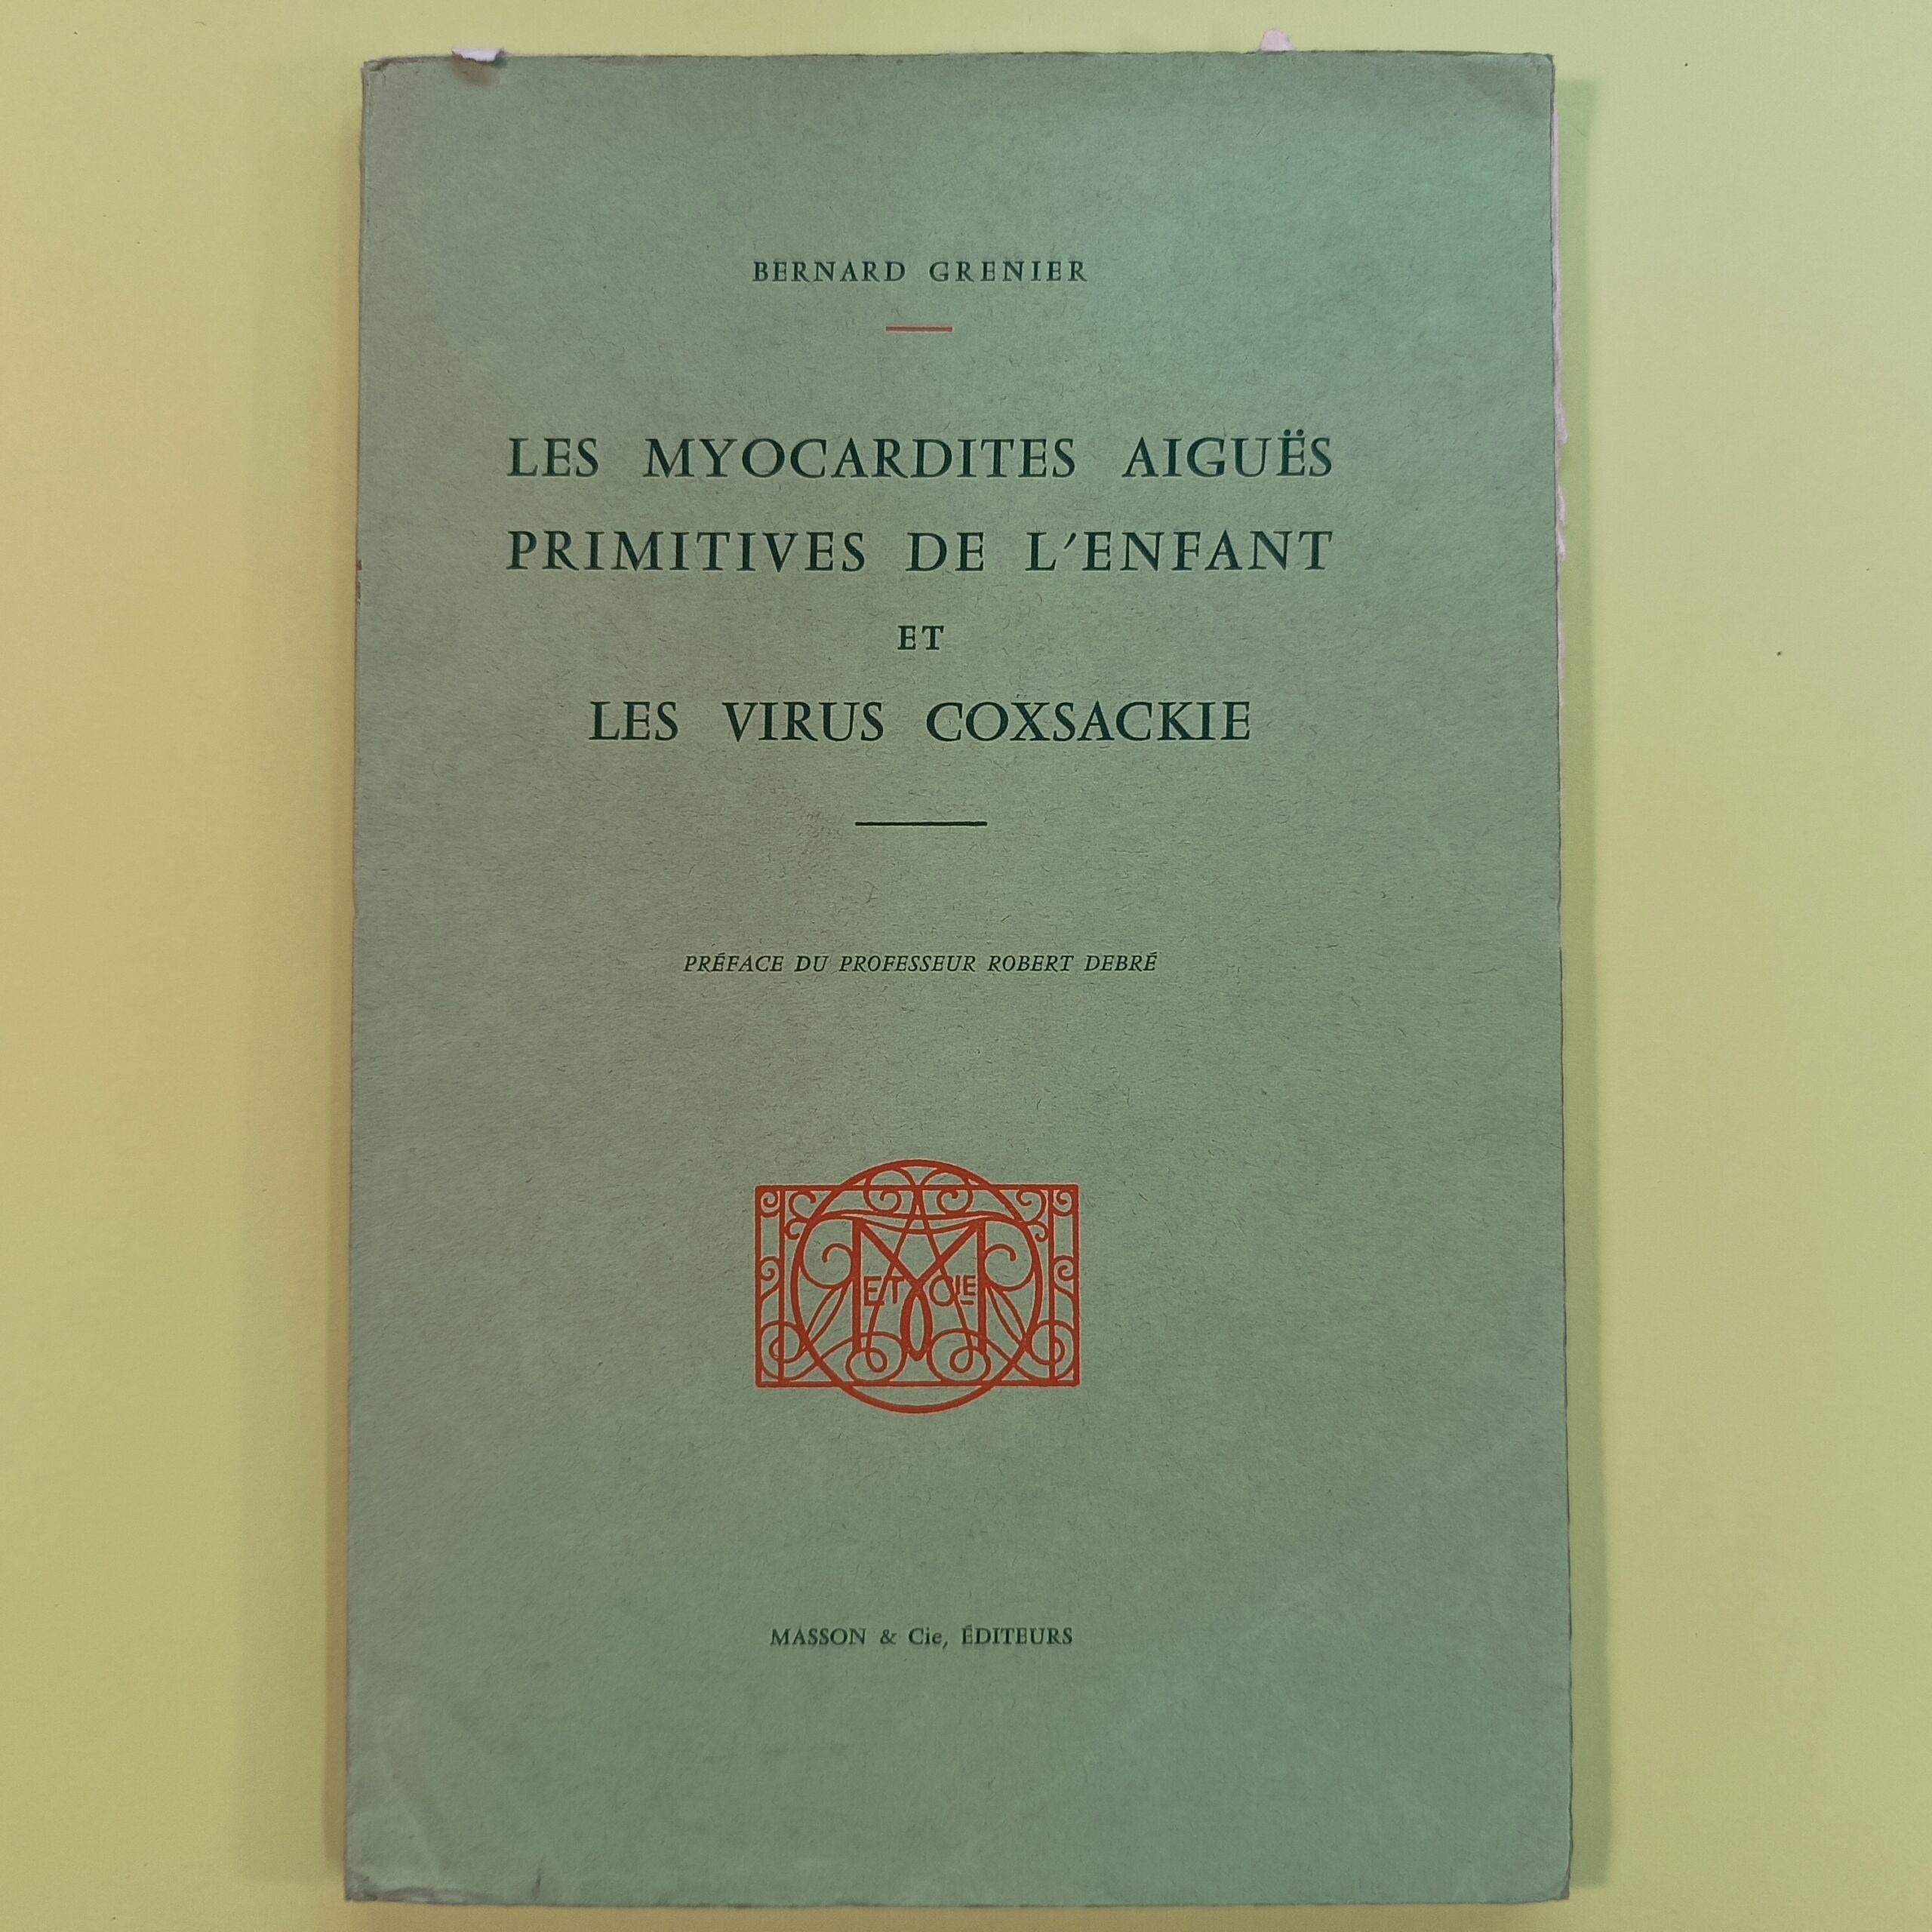 BERNARD GRENIER
LES MYOCARDITES AIGUËS
PRIMITIVES DE L'ENFANT
ET
LES VIRUS COXSACKIE
PRÉFACE DU PROFESSEUR ROBERT DEBRÉ
M
ET CIE
MASSON & Cie, ÉDITEURS